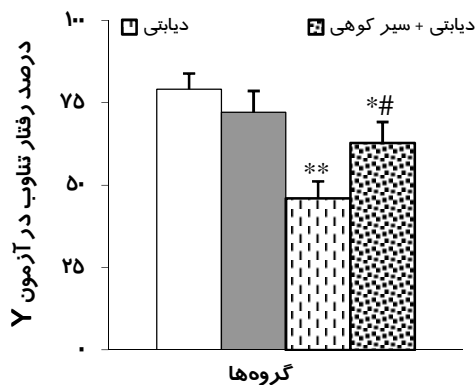 ۱۰۰
دیابتی
دیابتی + سیر کوهی
۷۵
*#
**
۵۰
۲۵
۰
درصد رفتار تناوب در آزمون Y
گروه‌ها